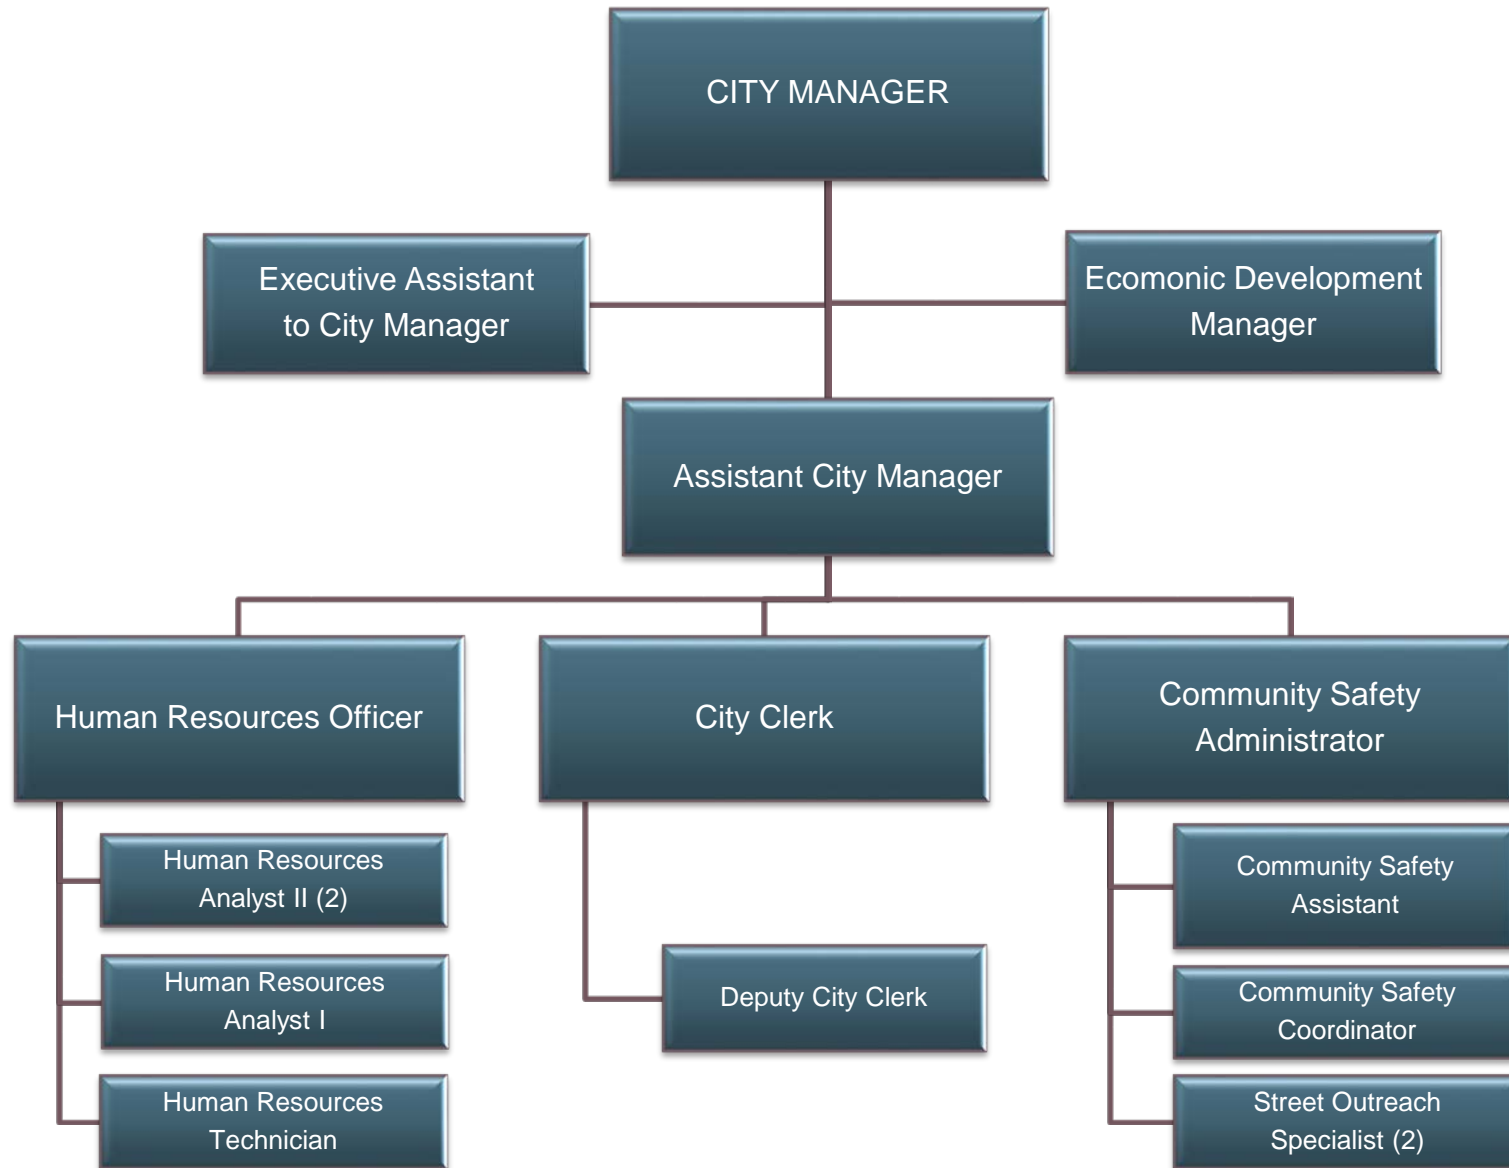 CITY MANAGER
Executive Assistant
to City Manager
Ecomonic Development
Manager
Assistant City Manager
Human Resources Officer
City Clerk
Community Safety
Administrator
Human Resources
Analyst II (2)
Human Resources
Analyst I
Human Resources
Technician
Deputy City Clerk
Community Safety
Assistant
Community Safety
Coordinator
Street Outreach
Specialist (2)